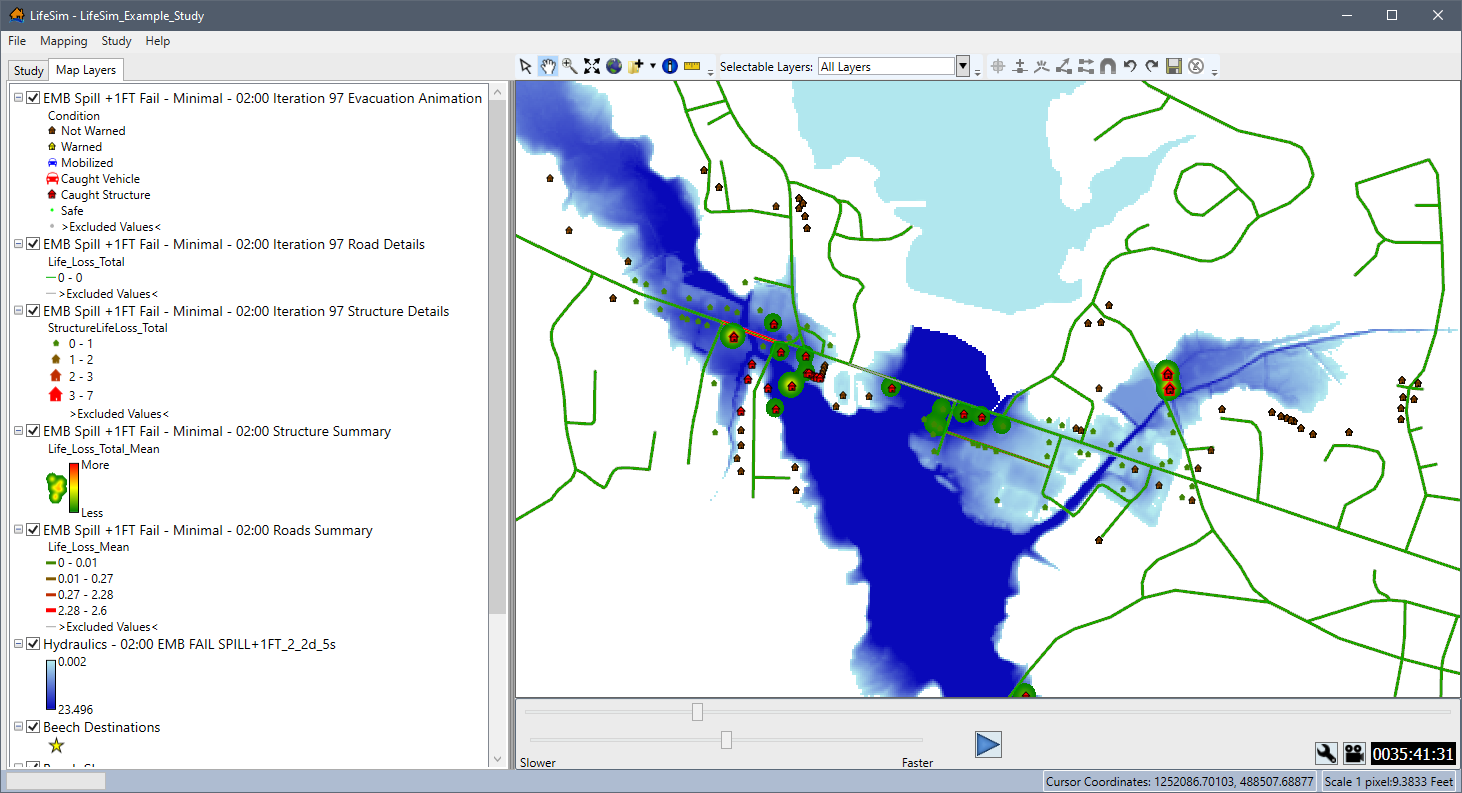 LifeSim - LifeSim_Example_Study
File Mapping Study Help
Study Map Layers
Selectable Layers: All Layers
EMB Spill +1FT Fail - Minimal - 02:00 Iteration 97 Evacuation Animation
Condition
Not Warned
Warned
Mobilized
Caught Vehicle
Caught Structure
Safe
>Excluded Values<
EMB Spill +1FT Fail - Minimal - 02:00 Iteration 97 Road Details
Life_Loss_Total
0 - 0
>Excluded Values<
EMB Spill +1FT Fail - Minimal - 02:00 Iteration 97 Structure Details
StructureLifeLoss_Total
0 - 1
1 - 2
2 - 3
3 - 7
>Excluded Values<
EMB Spill +1FT Fail - Minimal - 02:00 Structure Summary
Life_Loss_Total_Mean
More
Less
EMB Spill +1FT Fail - Minimal - 02:00 Roads Summary
Life_Loss_Mean
0 - 0.01
0.01 - 0.27
0.27 - 2.28
2.28 - 2.6
>Excluded Values<
Hydraulics - 02:00 EMB FAIL SPILL+1FT_2_2d_5s
0.002
23.496
Beech Destinations
Slower Faster
0035:41:31
Cursor Coordinates: 1252086.70103, 488507.68877 Scale 1 pixel:9.3833 Feet